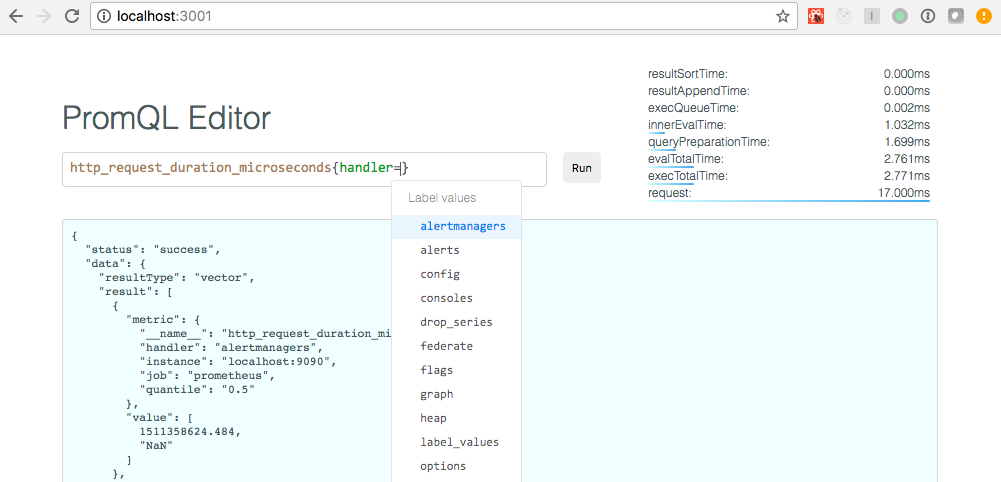 localhost:3001
PromQL Editor
http_request_duration_microseconds{handler=}
Run
resultSortTime: 0.000ms
resultAppendTime: 0.000ms
execQueueTime: 0.002ms
innerEvalTime: 1.032ms
queryPreparationTime: 1.699ms
evalTotalTime: 2.761ms
execTotalTime: 2.771ms
request: 17.000ms
Label values
alertmanagers
alerts
config
consoles
drop_series
federate
flags
graph
heap
label_values
options
{
"status": "success",
"data": {
"resultType": "vector",
"result": [
{
"metric": {
"__name__": "http_request_duration_mi
"handler": "alertmanagers",
"instance": "localhost:9090",
"job": "prometheus",
"quantile": "0.5"
},
"value": [
1511358624.484,
"NaN"
]
},